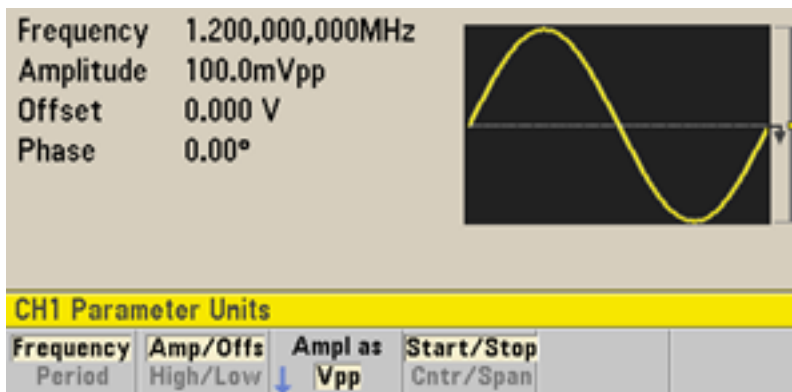 Frequency 1.200,000,000MHz
Amplitude 100.0mVpp
Offset 0.000 V
Phase 0.00°
CH1 Parameter Units
Frequency Amp/Offs Ampl as Start/Stop
Period High/Low Vpp Cntr/Span